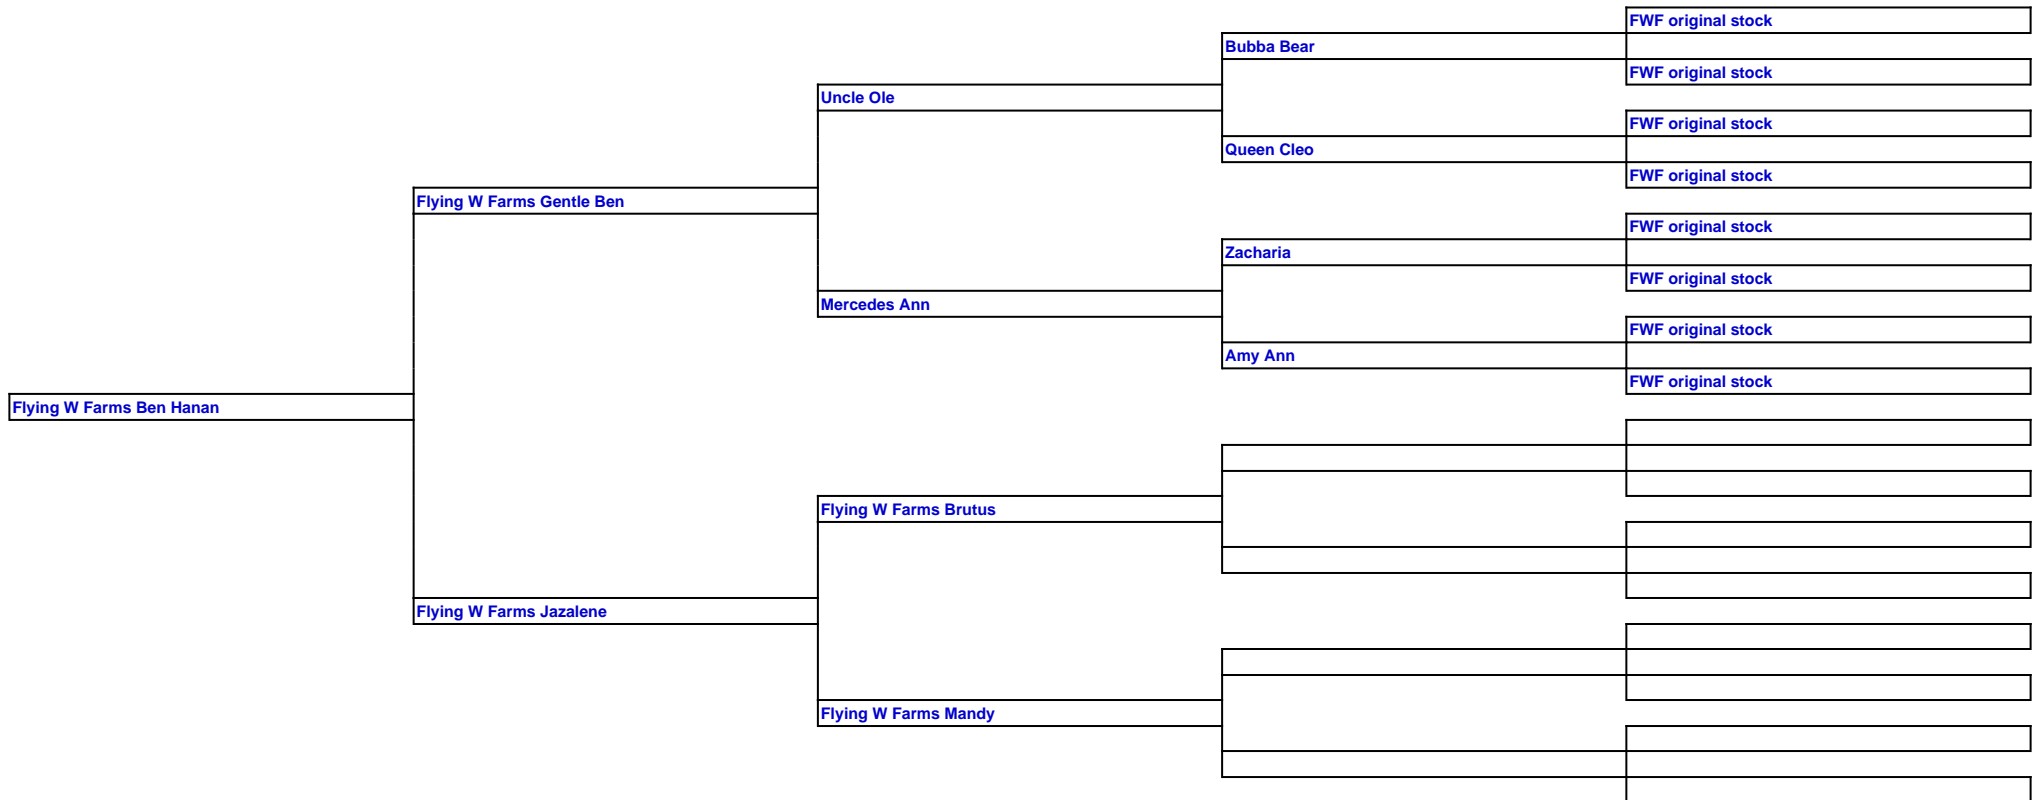 FWF original stock
Bubba Bear
FWF original stock
Uncle Ole
FWF original stock
Queen Cleo
FWF original stock
Flying W Farms Gentle Ben
FWF original stock
Zacharia
FWF original stock
Mercedes Ann
FWF original stock
Amy Ann
FWF original stock
Flying W Farms Ben Hanan
Flying W Farms Brutus
Flying W Farms Jazalene
Flying W Farms Mandy